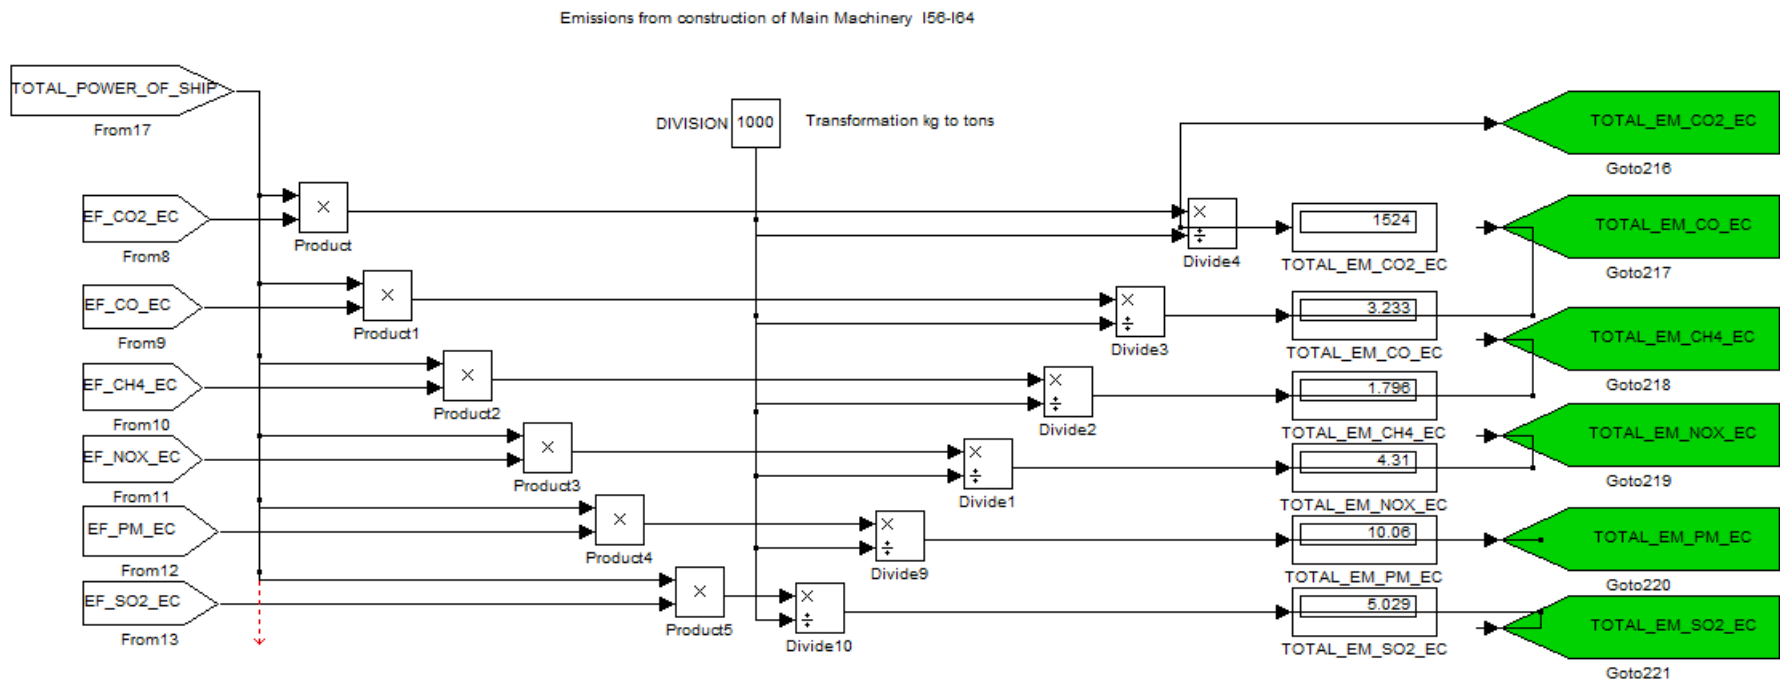 Emissions from construction of Main Machinery I56-I64
TOTAL_POWER_OF_SHIP
From17
DIVISION
1000
Transformation kg to tons
TOTAL_EM_CO2_EC
Goto216
EF_CO2_EC
From8
×
Product
×
÷
Divide4
1524
TOTAL_EM_CO2_EC
TOTAL_EM_CO_EC
Goto217
EF_CO_EC
From9
×
Product1
×
÷
Divide3
3.233
TOTAL_EM_CO_EC
TOTAL_EM_CH4_EC
Goto218
EF_CH4_EC
From10
×
Product2
×
÷
Divide2
1.796
TOTAL_EM_CH4_EC
TOTAL_EM_NOX_EC
Goto219
EF_NOX_EC
From11
×
Product3
×
÷
Divide1
4.31
TOTAL_EM_NOX_EC
EF_PM_EC
From12
×
Product4
×
÷
Divide9
10.06
TOTAL_EM_PM_EC
TOTAL_EM_PM_EC
Goto220
EF_SO2_EC
From13
×
Product5
×
÷
Divide10
5.029
TOTAL_EM_SO2_EC
TOTAL_EM_SO2_EC
Goto221